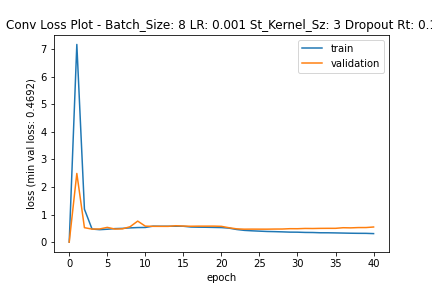 Conv Loss Plot - Batch_Size: 8 LR: 0.001 St_Kernel_Sz: 3 Dropout Rt: 0.1
train
validation
7
6
5
4
3
2
1
0
loss (min val loss: 0.4692)
0 5 10 15 20 25 30 35 40
epoch